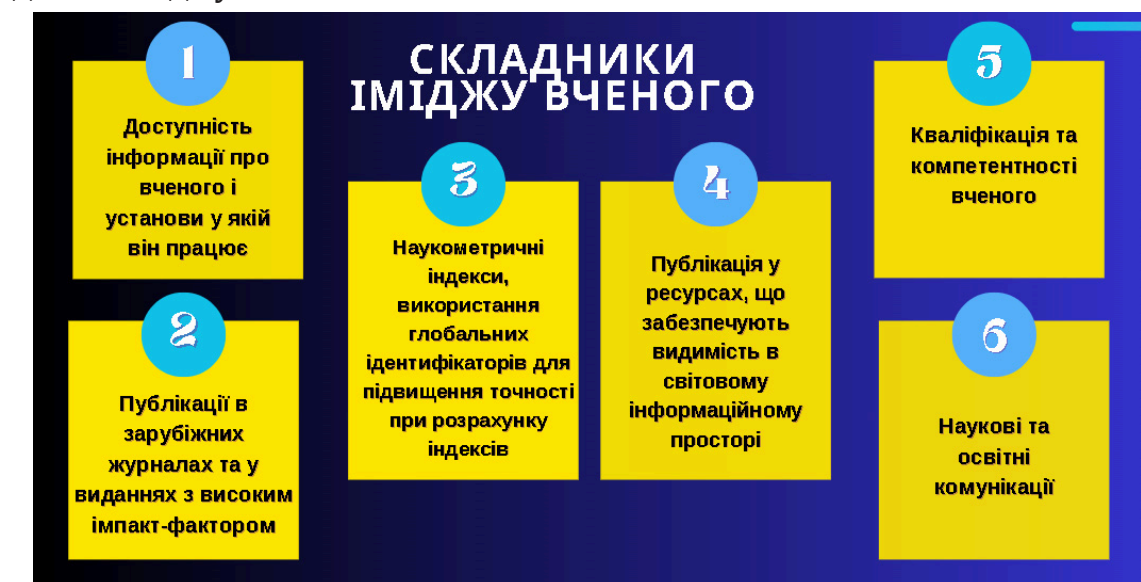 СКЛАДНИКИ
ІМІДЖУ ВЧЕНОГО
1
Доступність
інформації про
вченого і
установи у якій
він працює
2
Публікації в
зарубіжних
журналах та у
виданнях з високим
імпакт-фактором
3
Наукометричні
індекси,
використання
глобальних
ідентифікаторів для
підвищення точності
при розрахунку
індексів
4
Публікація у
ресурсах, що
забезпечують
видимість в
світовому
інформаційному
просторі
5
Кваліфікація та
компетентності
вченого
6
Наукові та
освітні
комунікації